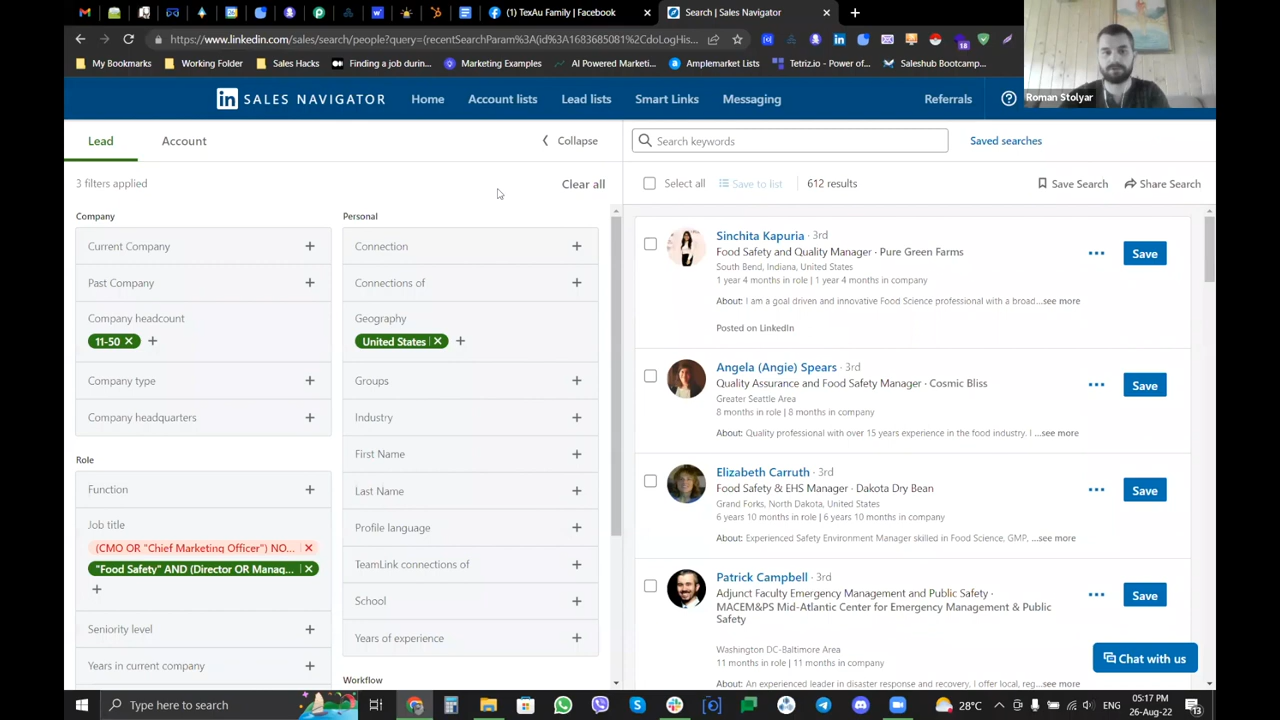 (1) TexAu Family | Facebook
Search | Sales Navigator
https://www.linkedin.com/sales/search/people?query=(recentSearchParam%3A(id%3A1683685081%2CdoLogHis...
18
My Bookmarks
Working Folder
Sales Hacks
Finding a job durin...
Marketing Examples
AI Powered Marketi...
Amplemarket Lists
Tetriz.io - Power of...
Saleshub Bootcamp...
Roman Stolyar
in SALES NAVIGATOR
Home
Account lists
Lead lists
Smart Links
Messaging
Referrals
Lead
Account
Collapse
Search keywords
Saved searches
3 filters applied
Clear all
Select all
Save to list
612 results
Save Search
Share Search
Company
Current Company
Past Company
Company headcount
11-50
Company type
Company headquarters
Role
Function
Job title
(CMO OR "Chief Marketing Officer") NO...
"Food Safety" AND (Director OR Manag...
Seniority level
Years in current company
Personal
Connection
Connections of
Geography
United States
Groups
Industry
First Name
Last Name
Profile language
TeamLink connections of
School
Years of experience
Workflow
Sinchita Kapuria · 3rd
Food Safety and Quality Manager · Pure Green Farms
South Bend, Indiana, United States
1 year 4 months in role | 1 year 4 months in company
About: I am a goal driven and innovative Food Science professional with a broad...see more
Posted on LinkedIn
Save
Angela (Angie) Spears · 3rd
Quality Assurance and Food Safety Manager · Cosmic Bliss
Greater Seattle Area
8 months in role | 8 months in company
About: Quality professional with over 15 years experience in the food industry. I ...see more
Save
Elizabeth Carruth · 3rd
Food Safety & EHS Manager · Dakota Dry Bean
Grand Forks, North Dakota, United States
6 years 10 months in role | 6 years 10 months in company
About: Experienced Safety Environment Manager skilled in Food Science, GMP, ...see more
Save
Patrick Campbell · 3rd
Adjunct Faculty Emergency Management and Public Safety ·
MACEM&PS Mid-Atlantic Center for Emergency Management & Public
Safety
Washington DC-Baltimore Area
11 months in role | 11 months in company
About: An experienced leader in disaster response and recovery, I offer local, reg...see more
Save
Chat with us
Type here to search
28°C
ENG
05:17 PM
26-Aug-22
13